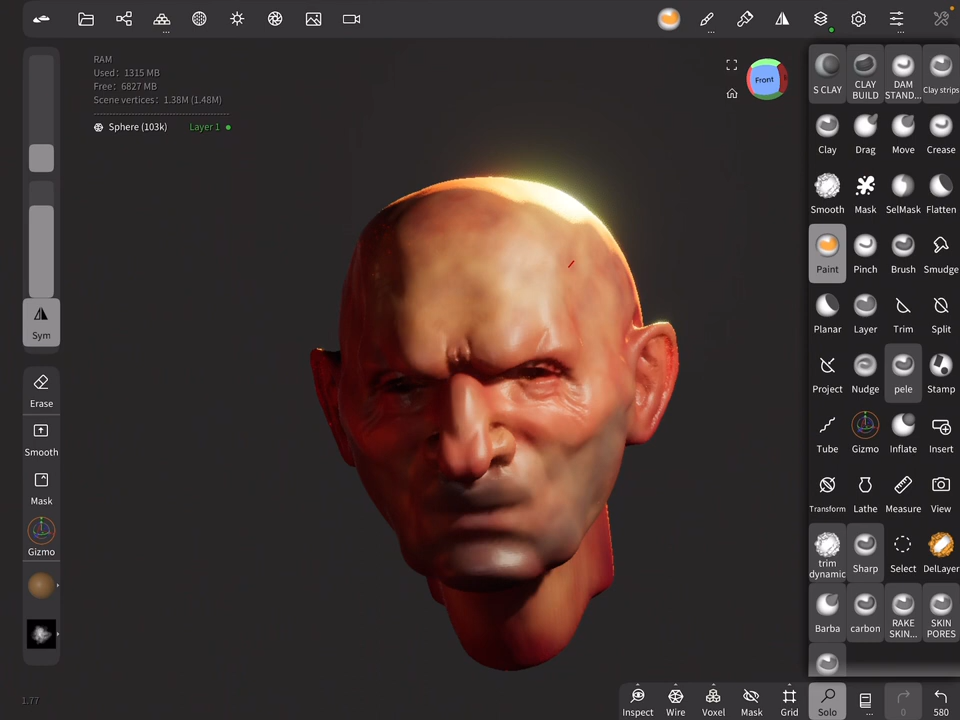 RAM
Used: 1315 MB
Free: 6827 MB
Scene vertices: 1.38M (1.48M)
Sphere (103k) Layer 1
Front
S CLAY
CLAY BUILD
DAM STAND...
Clay strips
Clay
Drag
Move
Crease
Smooth
Mask
SelMask
Flatten
Paint
Pinch
Brush
Smudge
Planar
Layer
Trim
Split
Project
Nudge
pele
Stamp
Tube
Gizmo
Inflate
Insert
Transform
Lathe
Measure
View
trim dynamic
Sharp
Select
DelLayer
Barba
carbon
RAKE SKIN...
SKIN PORES
Sym
Erase
Smooth
Mask
Gizmo
1.77
Inspect
Wire
Voxel
Mask
Grid
Solo
...
0
580